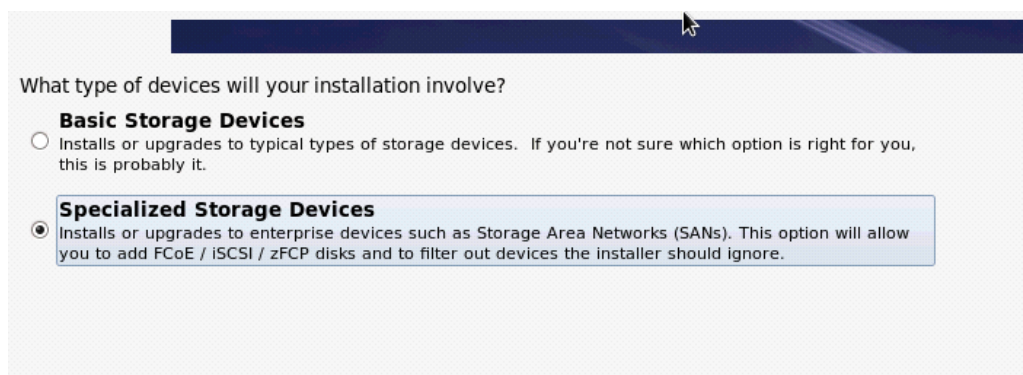 What type of devices will your installation involve?
Basic Storage Devices
Installs or upgrades to typical types of storage devices.  If you're not sure which option is right for you,
this is probably it.
Specialized Storage Devices
Installs or upgrades to enterprise devices such as Storage Area Networks (SANs). This option will allow
you to add FCoE / iSCSI / zFCP disks and to filter out devices the installer should ignore.